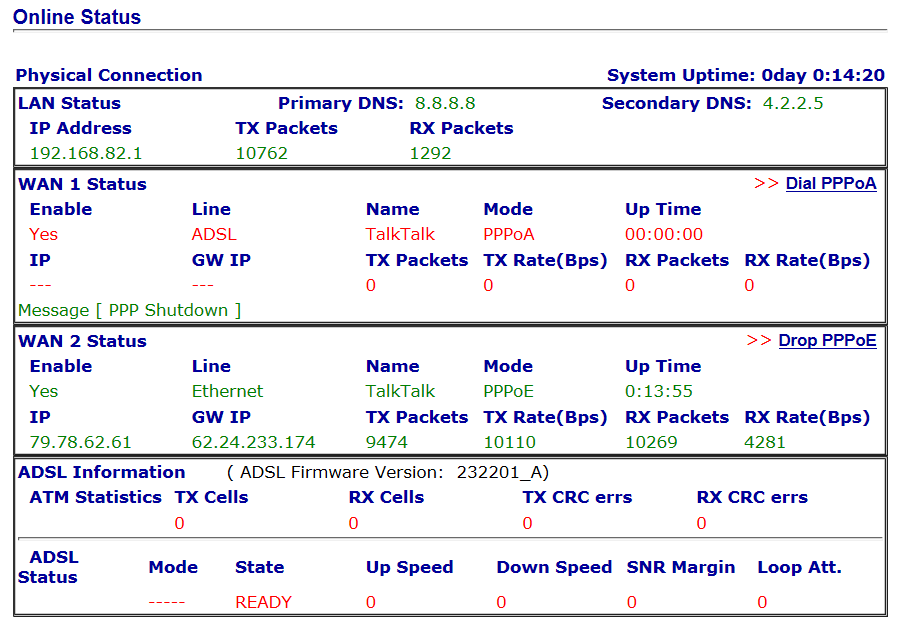 Online Status
Physical Connection System Uptime: 0day 0:14:20
LAN Status Primary DNS: 8.8.8.8 Secondary DNS: 4.2.2.5
IP Address TX Packets RX Packets
192.168.82.1 10762 1292
WAN 1 Status >> Dial PPPoA
Enable Line Name Mode Up Time
Yes ADSL TalkTalk PPPoA 00:00:00
IP GW IP TX Packets TX Rate(Bps) RX Packets RX Rate(Bps)
--- --- 0 0 0 0
Message [ PPP Shutdown ]
WAN 2 Status >> Drop PPPoE
Enable Line Name Mode Up Time
Yes Ethernet TalkTalk PPPoE 0:13:55
IP GW IP TX Packets TX Rate(Bps) RX Packets RX Rate(Bps)
79.78.62.61 62.24.233.174 9474 10110 10269 4281
ADSL Information ( ADSL Firmware Version: 232201_A)
ATM Statistics TX Cells RX Cells TX CRC errs RX CRC errs
0 0 0 0
ADSL Status Mode State Up Speed Down Speed SNR Margin Loop Att.
----- READY 0 0 0 0